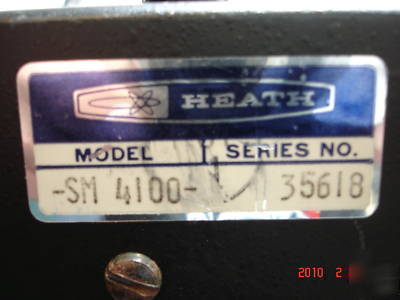 HEATH
MODEL SERIES NO.
-SM 4100- 35618
2010 2